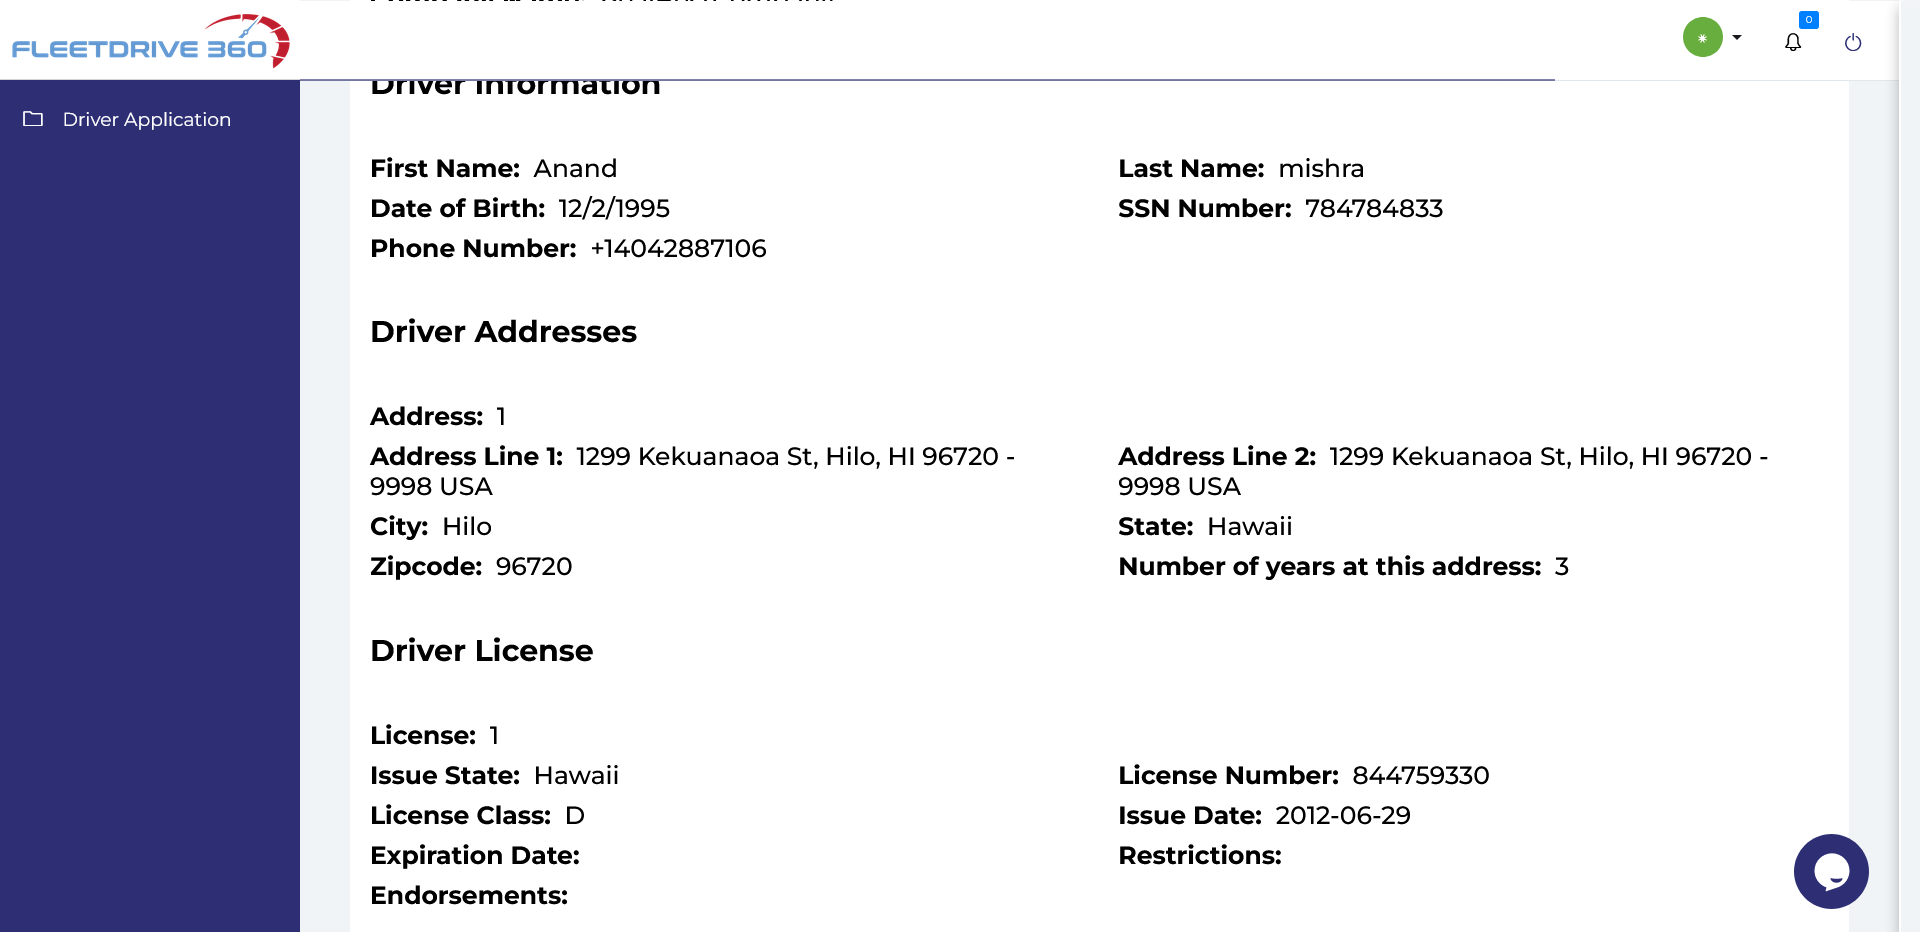 FLEETDRIVE 360
0
Driver Application
Driver Information
First Name: Anand
Last Name: mishra
Date of Birth: 12/2/1995
SSN Number: 784784833
Phone Number: +14042887106
Driver Addresses
Address: 1
Address Line 1: 1299 Kekuanaoa St, Hilo, HI 96720 -
9998 USA
Address Line 2: 1299 Kekuanaoa St, Hilo, HI 96720 -
9998 USA
City: Hilo
State: Hawaii
Zipcode: 96720
Number of years at this address: 3
Driver License
License: 1
Issue State: Hawaii
License Number: 844759330
License Class: D
Issue Date: 2012-06-29
Expiration Date:
Restrictions:
Endorsements: